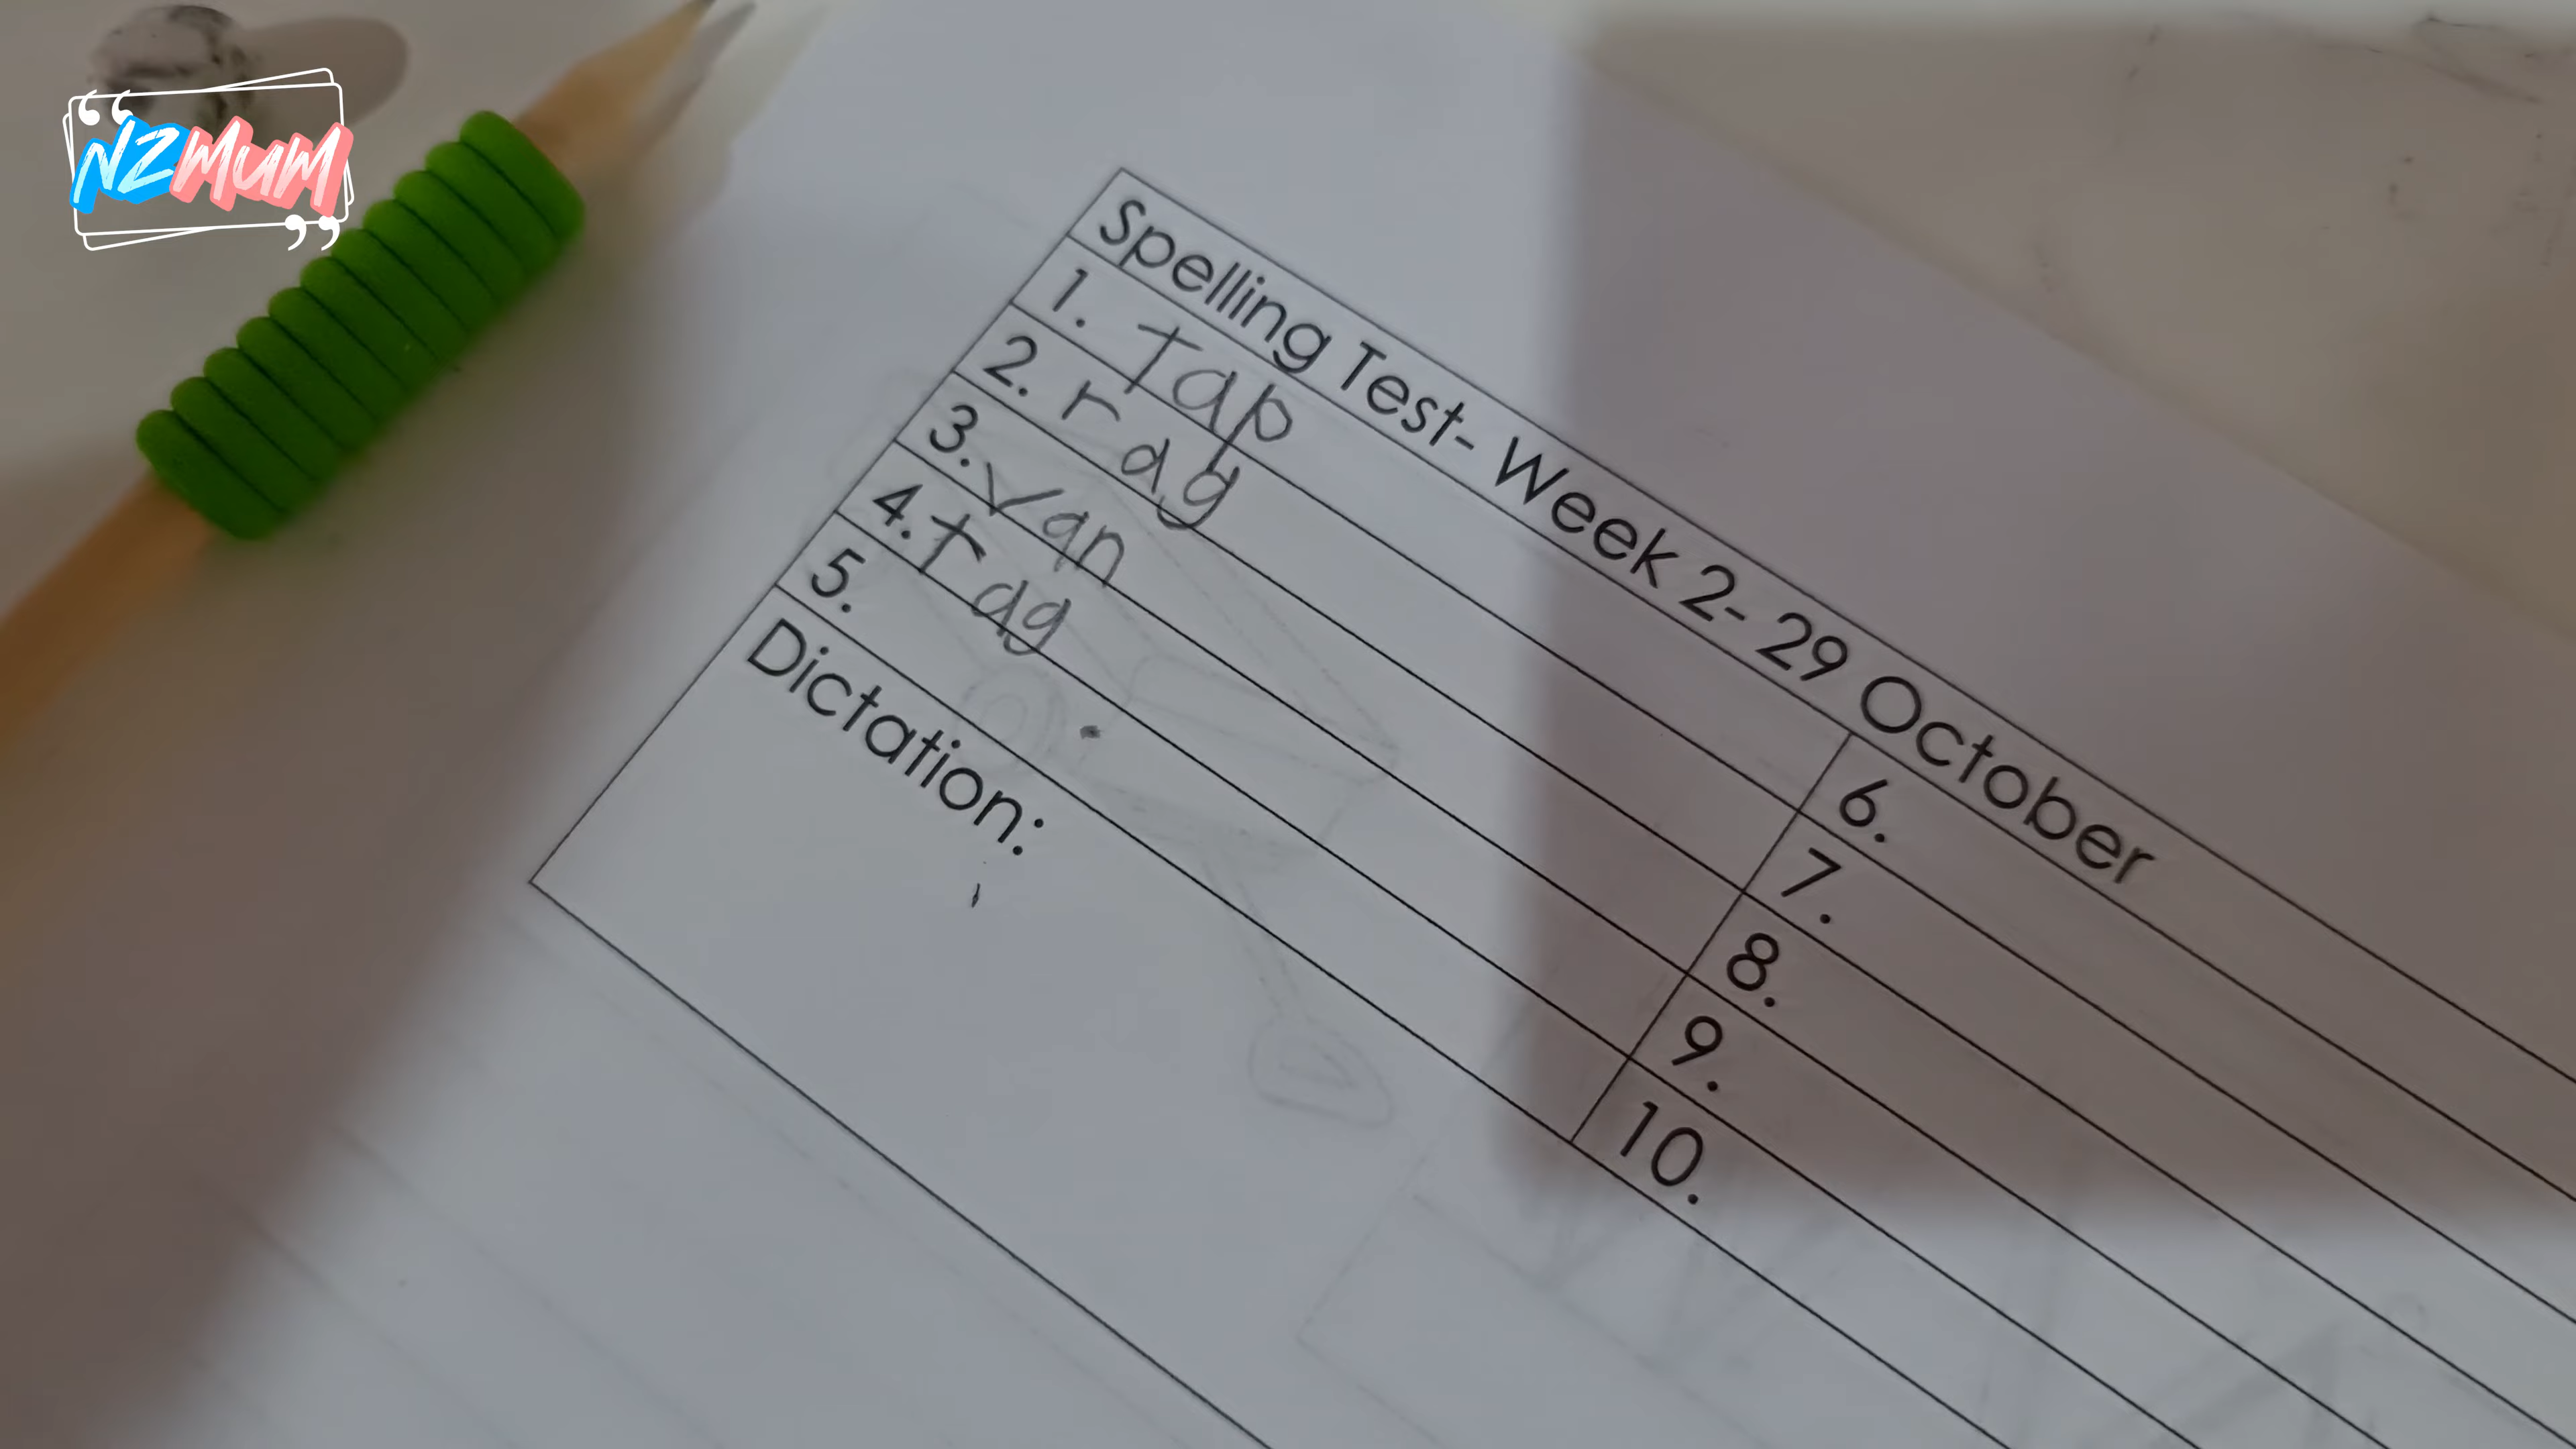 NZMUM
Spelling Test- Week 2- 29 October
1. Tap
2. rag
3. van
4. tag
5.
6.
7.
8.
9.
10.
Dictation: